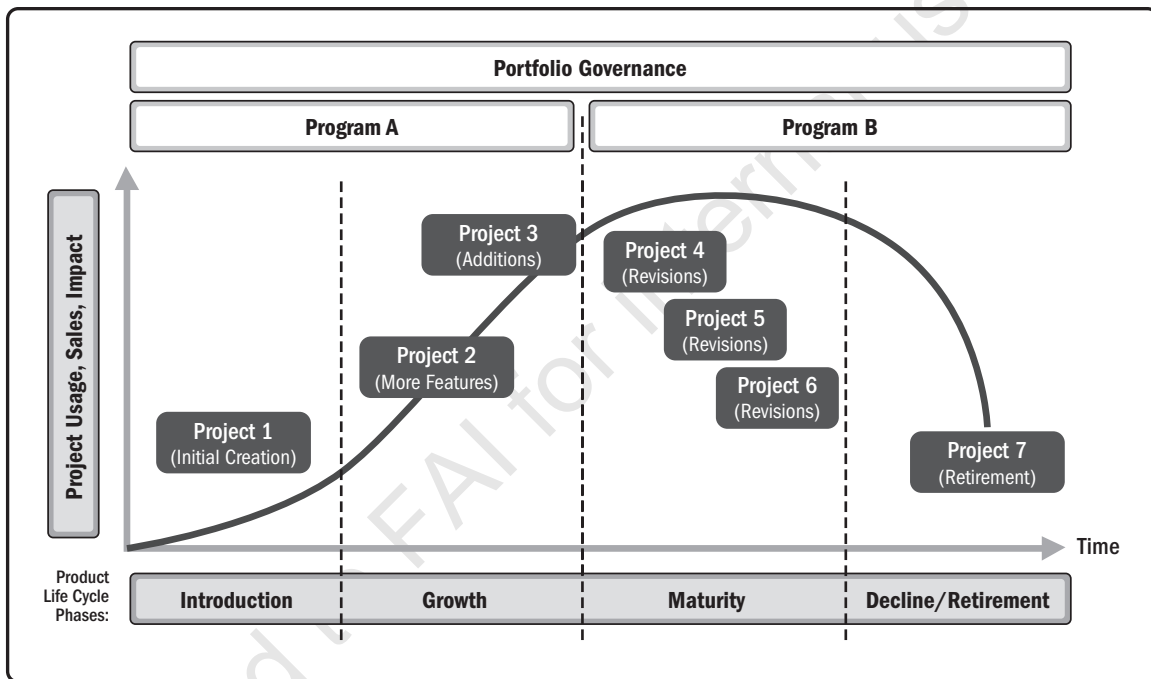 Portfolio Governance
Program A
Program B
Project Usage, Sales, Impact
Project 3
(Additions)
Project 4
(Revisions)
Project 5
(Revisions)
Project 2
(More Features)
Project 6
(Revisions)
Project 1
(Initial Creation)
Project 7
(Retirement)
Time
Product
Life Cycle
Phases:
Introduction
Growth
Maturity
Decline/Retirement